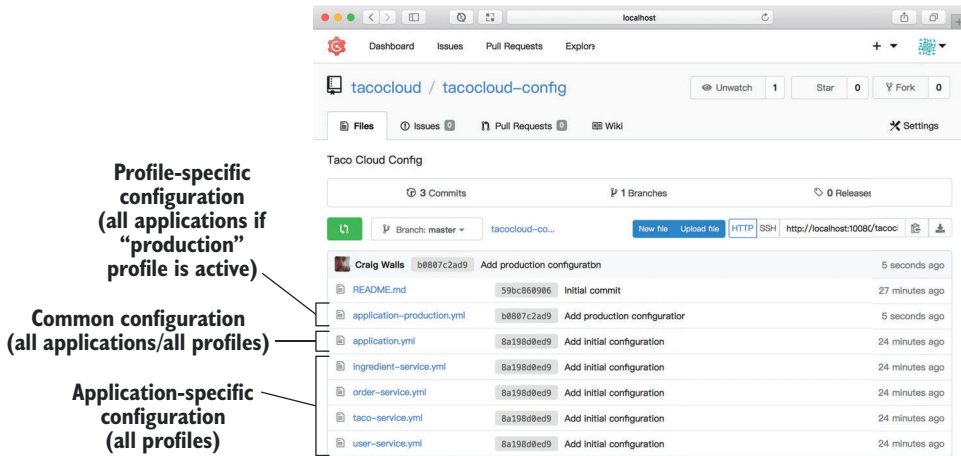 localhost
Dashboard Issues Pull Requests Explore
tacocloud / tacocloud-config
Unwatch 1 Star 0 Fork 0
Files Issues 0 Pull Requests 0 Wiki Settings
Taco Cloud Config
3 Commits 1 Branches 0 Releases
Branch: master tacocloud-co... New file Upload file HTTP SSH http://localhost:10080/tacocl
Craig Walls b0807c2ad9 Add production configuration 5 seconds ago
README.md 59bc860906 Initial commit 27 minutes ago
application-production.yml b0807c2ad9 Add production configuration 5 seconds ago
application.yml 8a198d0ed9 Add initial configuration 24 minutes ago
ingredient-service.yml 8a198d0ed9 Add initial configuration 24 minutes ago
order-service.yml 8a198d0ed9 Add initial configuration 24 minutes ago
taco-service.yml 8a198d0ed9 Add initial configuration 24 minutes ago
user-service.yml 8a198d0ed9 Add initial configuration 24 minutes ago
Profile-specific
configuration
(all applications if
“production”
profile is active)
Common configuration
(all applications/all profiles)
Application-specific
configuration
(all profiles)